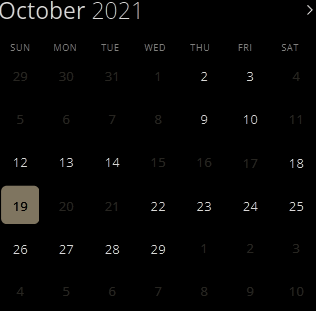 October 2021
SUN MON TUE WED THU FRI SAT
29 30 31 1 2 3 4
5 6 7 8 9 10 11
12 13 14 15 16 17 18
19 20 21 22 23 24 25
26 27 28 29 1 2 3
4 5 6 7 8 9 10